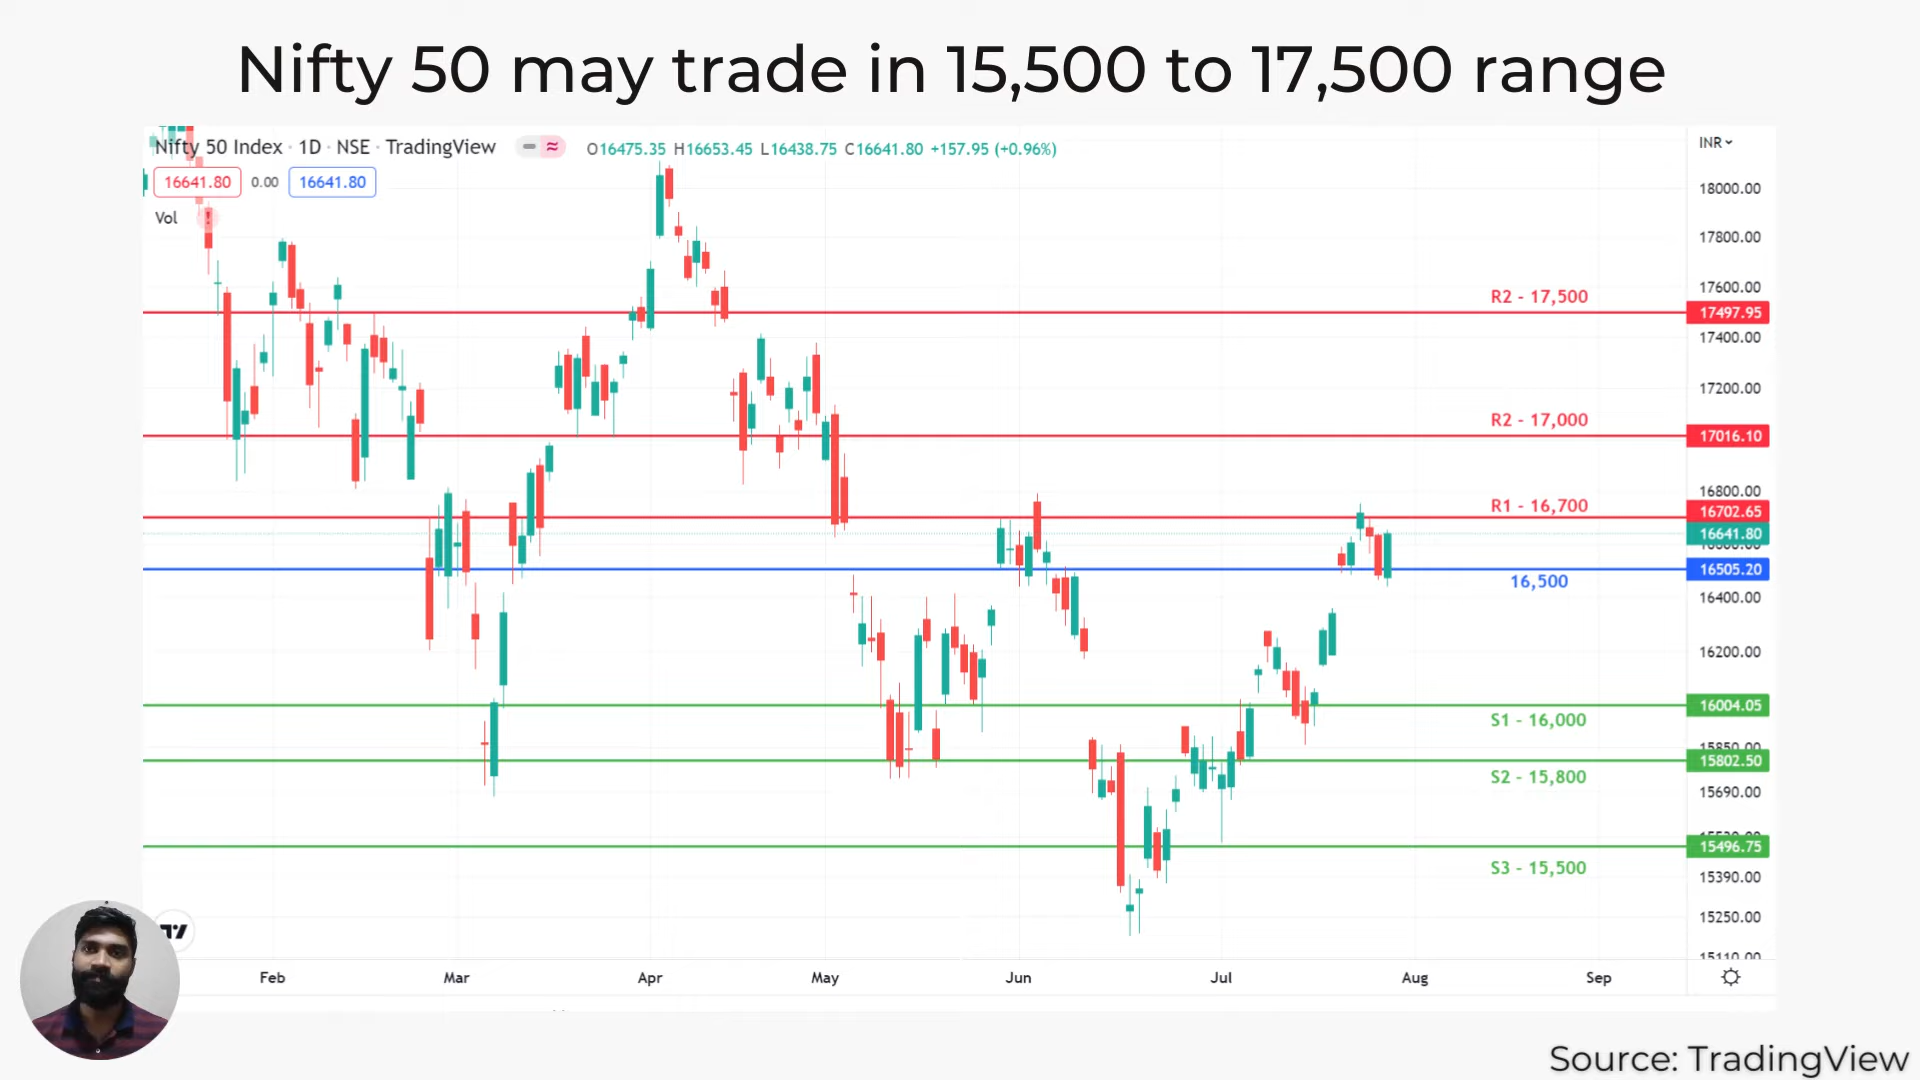 Nifty 50 may trade in 15,500 to 17,500 range
Nifty 50 Index · 1D · NSE · TradingView
O16475.35 H16653.45 L16438.75 C16641.80 +157.95 (+0.96%)
INR
16641.80 0.00 16641.80
Vol !
18000.00
17800.00
17600.00
R2 - 17,500
17497.95
17400.00
17200.00
R2 - 17,000
17016.10
16800.00
R1 - 16,700
16702.65
16641.80
16505.20
16,500
16400.00
16200.00
16004.05
S1 - 16,000
15850.00
15802.50
S2 - 15,800
15690.00
15496.75
S3 - 15,500
15390.00
15250.00
15110.00
Feb Mar Apr May Jun Jul Aug Sep
Source: TradingView